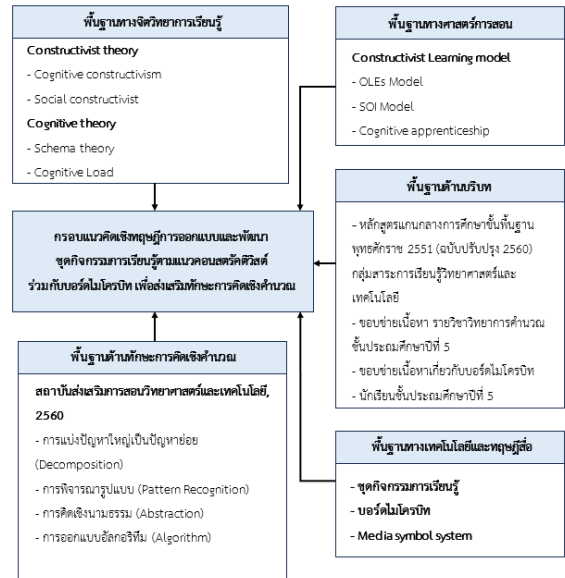 พื้นฐานทางจิตวิทยาการเรียนรู้
Constructivist theory
- Cognitive constructivism
- Social constructivist
Cognitive theory
- Schema theory
- Cognitive Load
พื้นฐานทางศาสตร์การสอน
Constructivist Learning model
- OLEs Model
- SOI Model
- Cognitive apprenticeship
กรอบแนวคิดเชิงทฤษฎีการออกแบบและพัฒนา
ชุดกิจกรรมการเรียนรู้ตามแนวคอนสตรัคติวิสต์
ร่วมกับบอร์ดไมโครบิท เพื่อส่งเสริมทักษะการคิดเชิงคำนวณ
พื้นฐานด้านบริบท
- หลักสูตรแกนกลางการศึกษาขั้นพื้นฐาน
พุทธศักราช 2551 (ฉบับปรับปรุง 2560)
กลุ่มสาระการเรียนรู้วิทยาศาสตร์และ
เทคโนโลยี
- ขอบข่ายเนื้อหา รายวิชาวิทยาการคำนวณ
ชั้นประถมศึกษาปีที่ 5
- ขอบข่ายเนื้อหาเกี่ยวกับบอร์ดไมโครบิท
- นักเรียนชั้นประถมศึกษาปีที่ 5
พื้นฐานด้านทักษะการคิดเชิงคำนวณ
สถาบันส่งเสริมการสอนวิทยาศาสตร์และเทคโนโลยี,
2560
- การแบ่งปัญหาใหญ่เป็นปัญหาย่อย
(Decomposition)
- การพิจารณารูปแบบ (Pattern Recognition)
- การคิดเชิงนามธรรม (Abstraction)
- การออกแบบอัลกอริทึม (Algorithm)
พื้นฐานทางเทคโนโลยีและทฤษฎีสื่อ
- ชุดกิจกรรมการเรียนรู้
- บอร์ดไมโครบิท
- Media symbol system